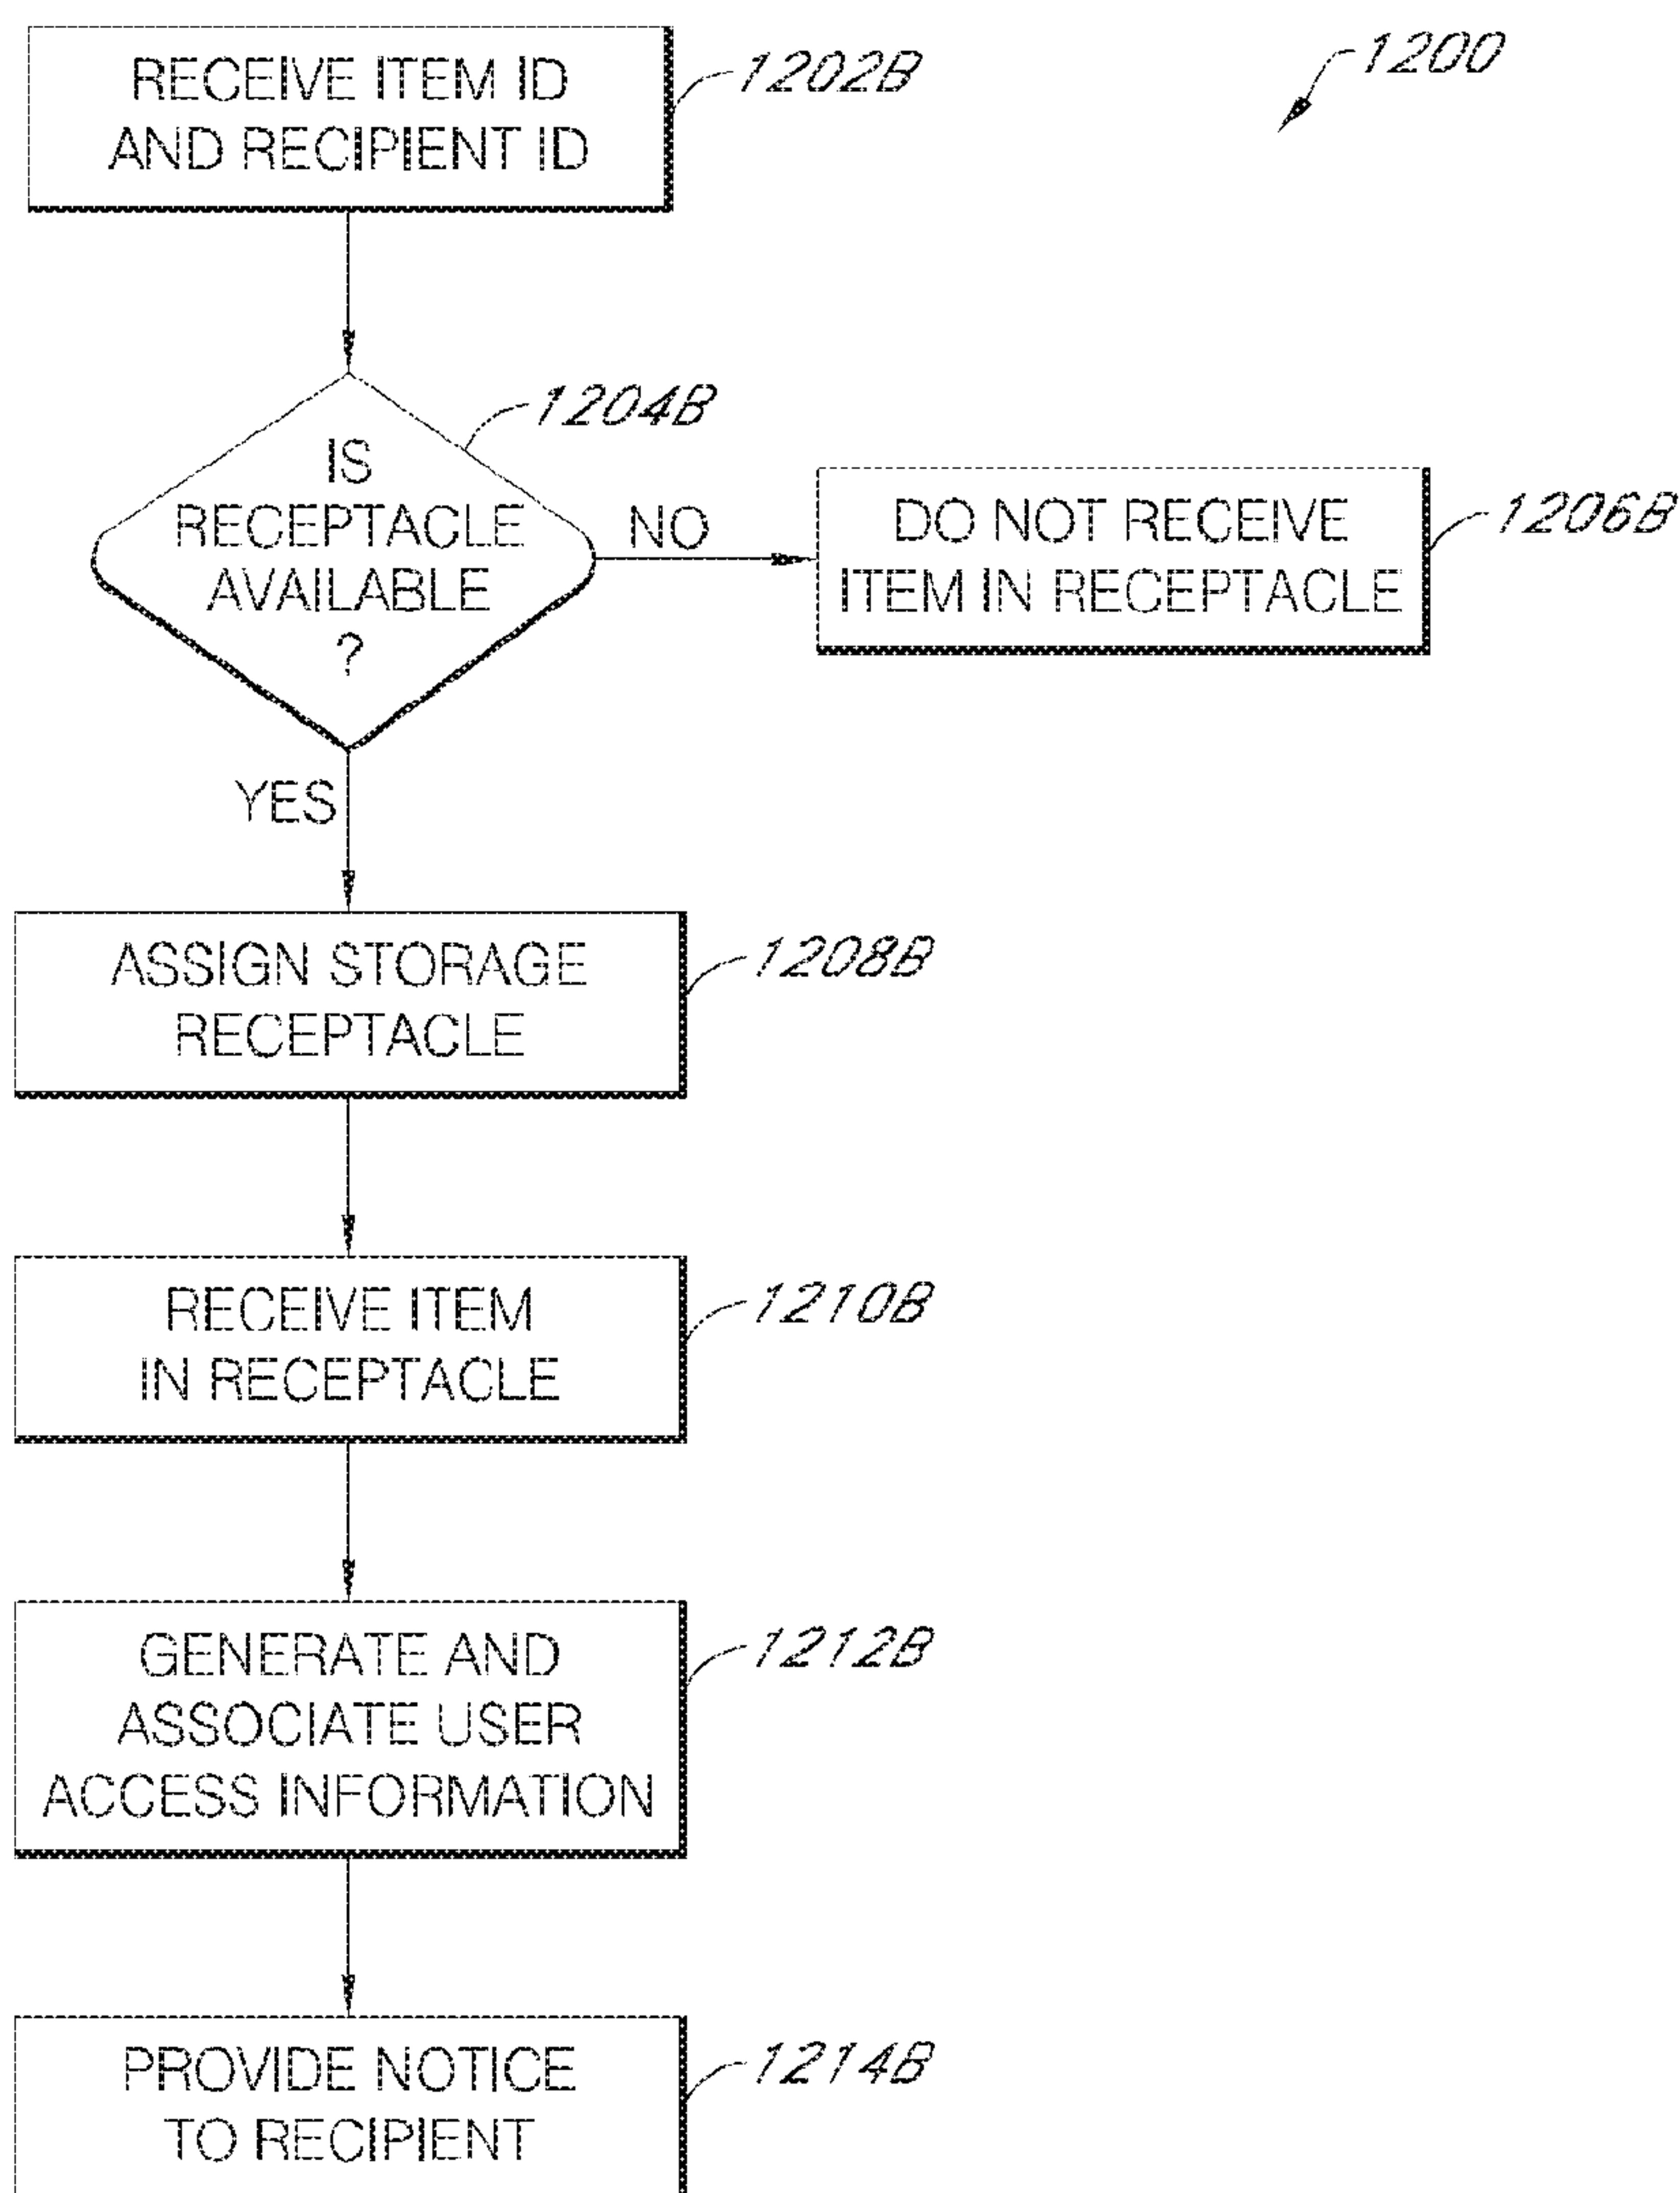 RECEIVE ITEM ID
AND RECIPIENT ID
1202B
1200
IS
RECEPTACLE
AVAILABLE
?
1204B
NO
DO NOT RECEIVE
ITEM IN RECEPTACLE
1206B
YES
ASSIGN STORAGE
RECEPTACLE
1208B
RECEIVE ITEM
IN RECEPTACLE
1210B
GENERATE AND
ASSOCIATE USER
ACCESS INFORMATION
1212B
PROVIDE NOTICE
TO RECIPIENT
1214B